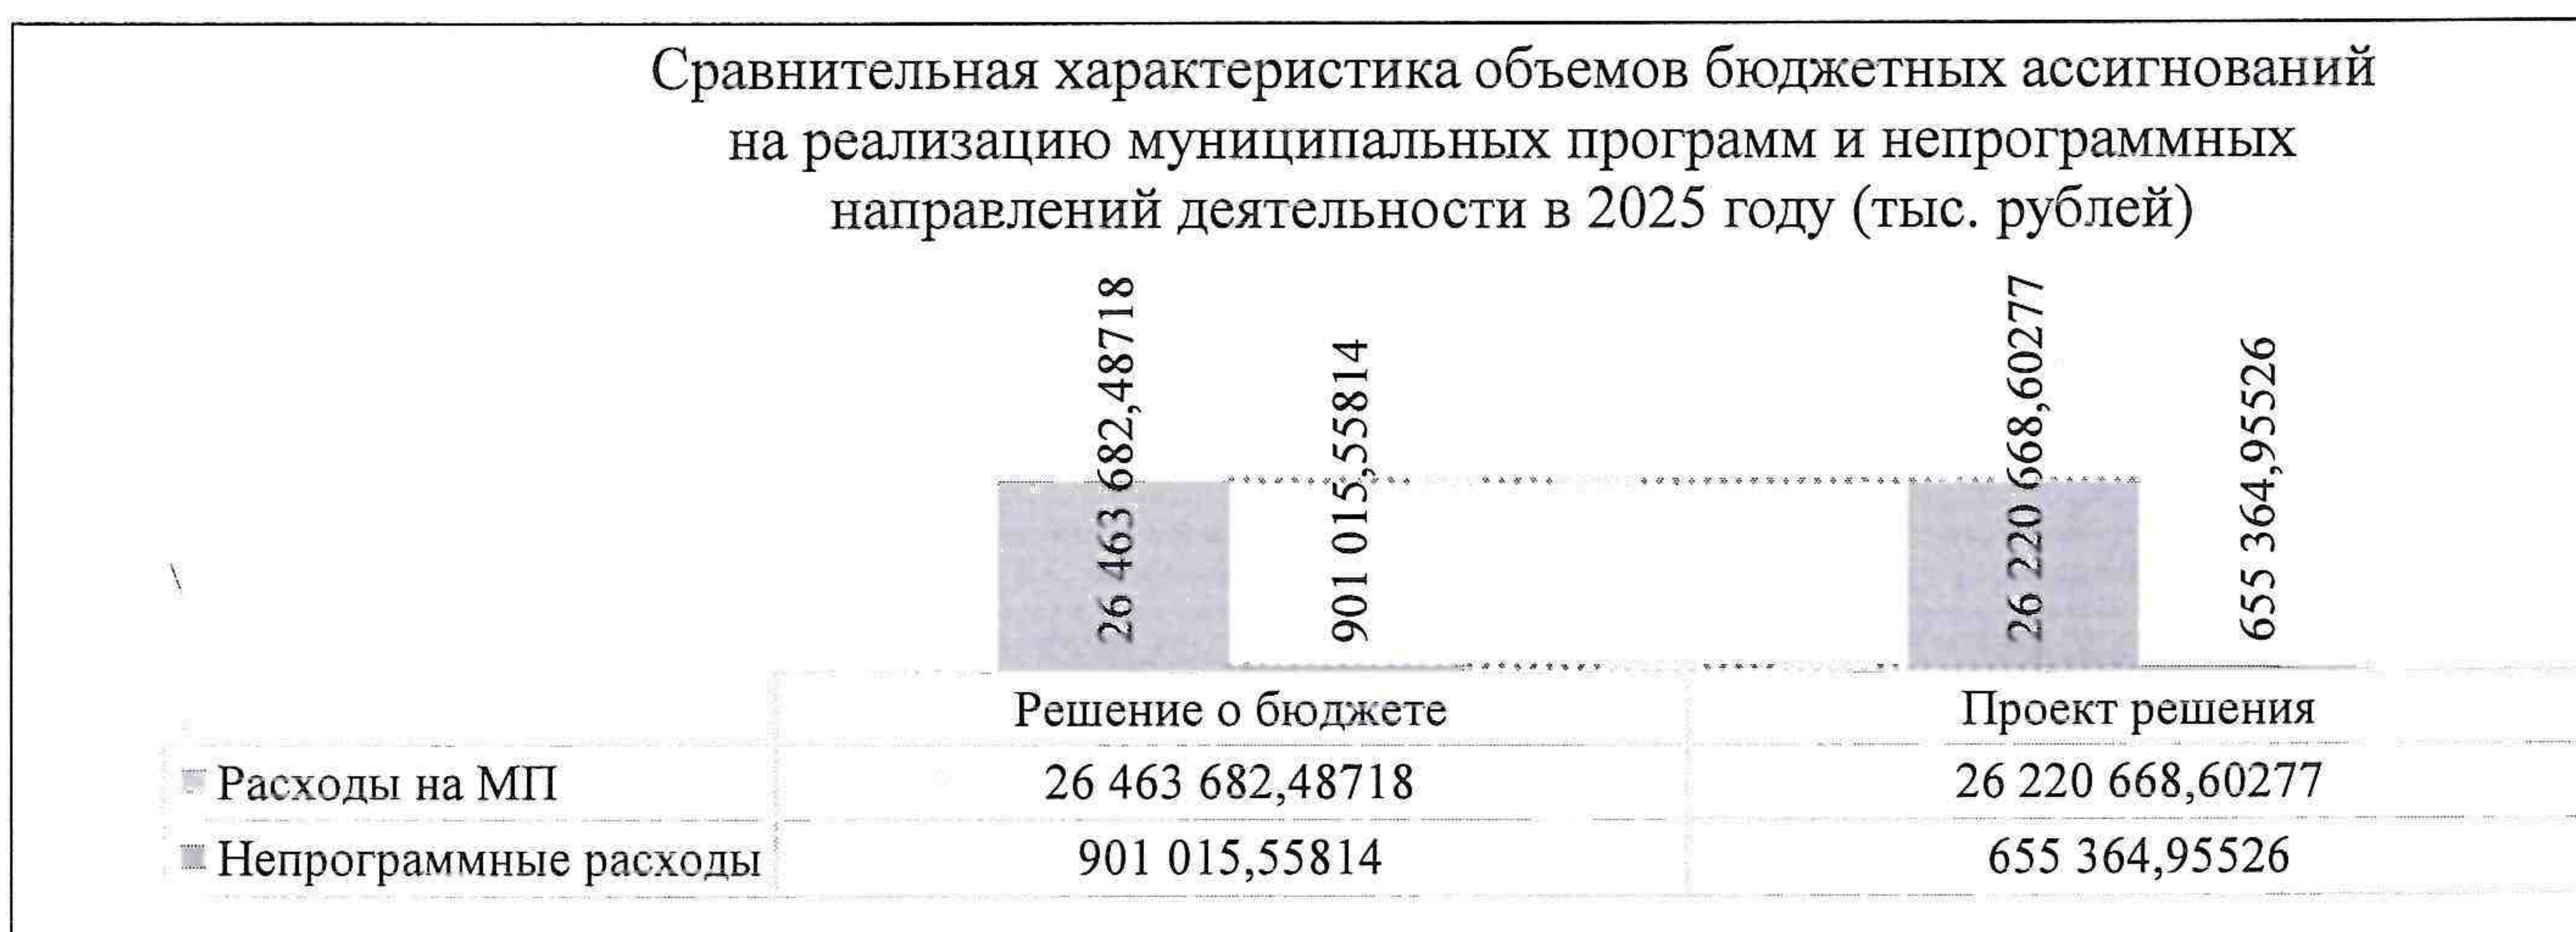 Сравнительная характеристика объемов бюджетных ассигнований
на реализацию муниципальных программ и непрограммных
направлений деятельности в 2025 году (тыс. рублей)
26 463 682,48718
901 015,55814
26 220 668,60277
655 364,95526
Решение о бюджете
Проект решения
Расходы на МП
26 463 682,48718
26 220 668,60277
Непрограммные расходы
901 015,55814
655 364,95526